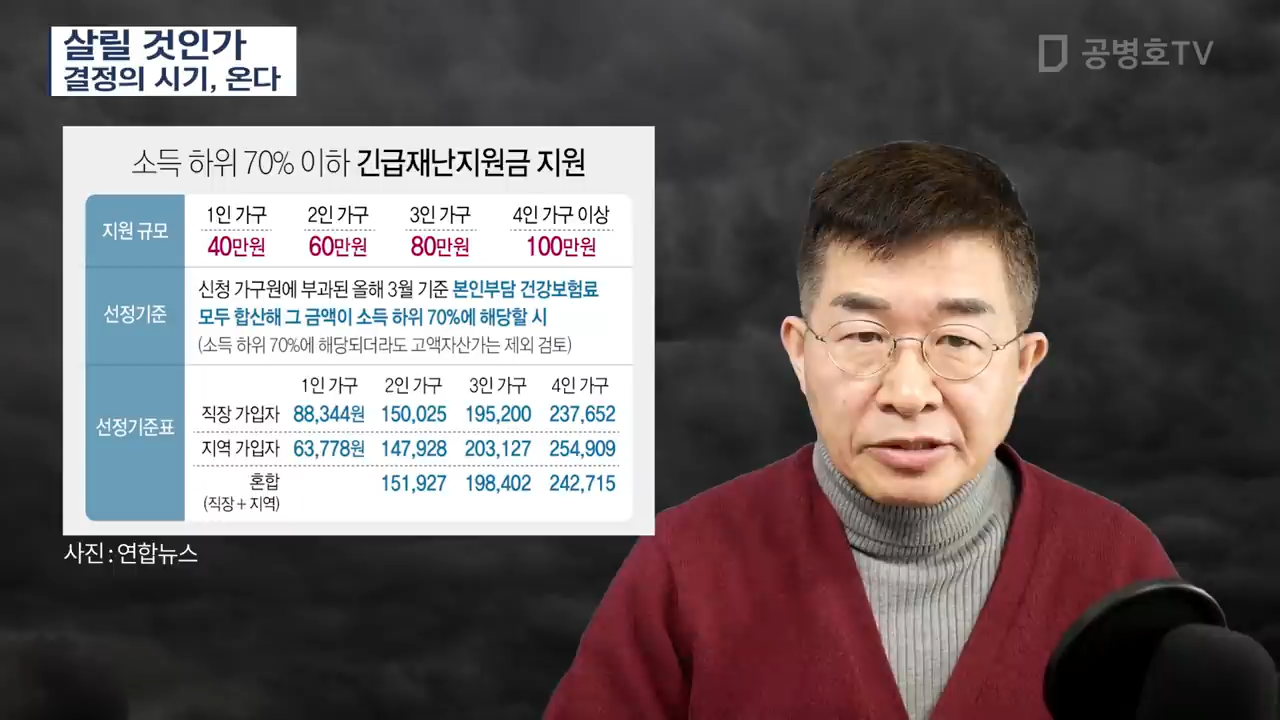 살릴 것인가
결정의 시기, 온다
공병호TV
소득 하위 70% 이하 긴급재난지원금 지원
지원 규모
1인 가구 2인 가구 3인 가구 4인 가구 이상
40만원 60만원 80만원 100만원
선정기준
신청 가구원에 부과된 올해 3월 기준 본인부담 건강보험료
모두 합산해 그 금액이 소득 하위 70%에 해당할 시
(소득 하위 70%에 해당되더라도 고액자산가는 제외 검토)
선정기준표
1인 가구 2인 가구 3인 가구 4인 가구
직장 가입자 88,344원 150,025 195,200 237,652
지역 가입자 63,778원 147,928 203,127 254,909
혼합 151,927 198,402 242,715
(직장 + 지역)
사진 : 연합뉴스